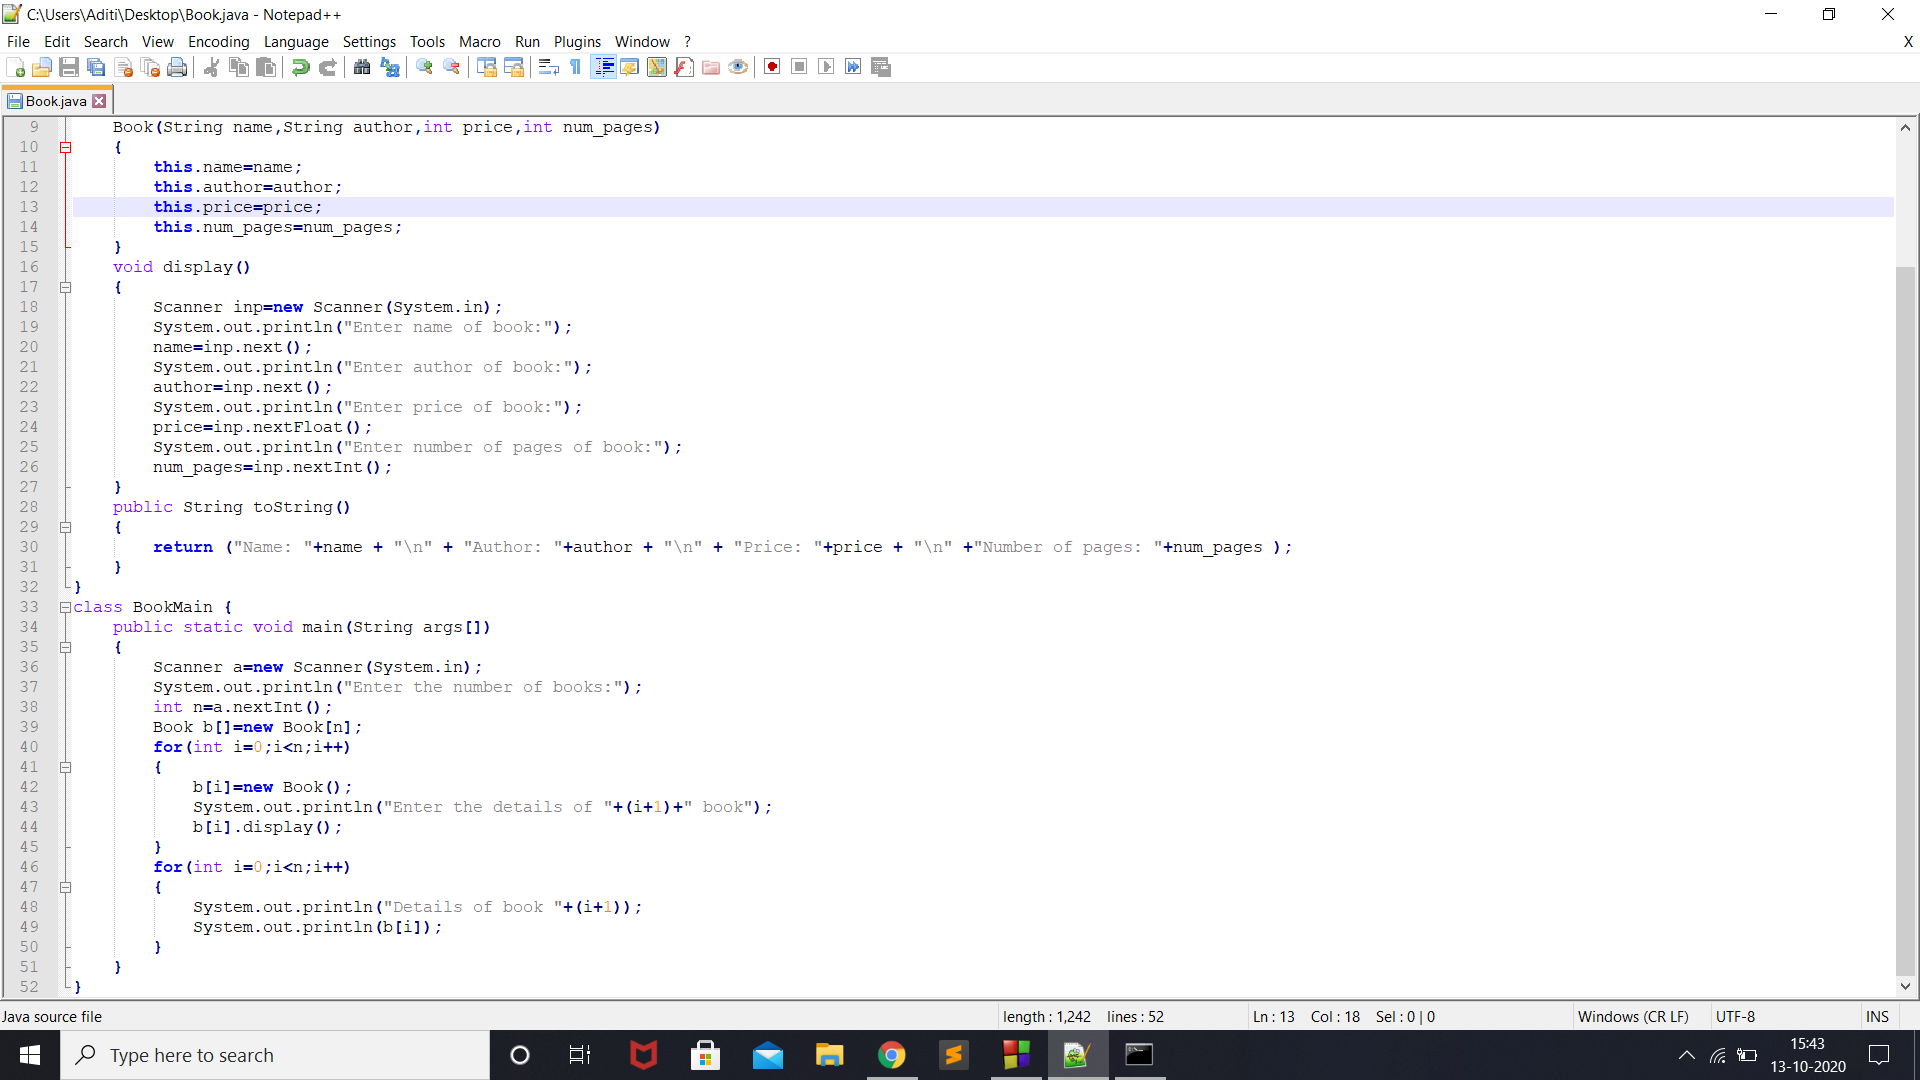 C:\Users\Aditi\Desktop\Book.java - Notepad++
File Edit Search View Encoding Language Settings Tools Macro Run Plugins Window ? X
Book.java
9 Book(String name,String author,int price,int num_pages)
10 {
11 this.name=name;
12 this.author=author;
13 this.price=price;
14 this.num_pages=num_pages;
15 }
16 void display()
17 {
18 Scanner inp=new Scanner(System.in);
19 System.out.println("Enter name of book:");
20 name=inp.next();
21 System.out.println("Enter author of book:");
22 author=inp.next();
23 System.out.println("Enter price of book:");
24 price=inp.nextFloat();
25 System.out.println("Enter number of pages of book:");
26 num_pages=inp.nextInt();
27 }
28 public String toString()
29 {
30 return ("Name: "+name + "\n" + "Author: "+author + "\n" + "Price: "+price + "\n" +"Number of pages: "+num_pages );
31 }
32 }
33 class BookMain {
34 public static void main(String args[])
35 {
36 Scanner a=new Scanner(System.in);
37 System.out.println("Enter the number of books:");
38 int n=a.nextInt();
39 Book b[]=new Book[n];
40 for(int i=0;i<n;i++)
41 {
42 b[i]=new Book();
43 System.out.println("Enter the details of "+(i+1)+" book");
44 b[i].display();
45 }
46 for(int i=0;i<n;i++)
47 {
48 System.out.println("Details of book "+(i+1));
49 System.out.println(b[i]);
50 }
51 }
52 }
Java source file length : 1,242 lines : 52 Ln : 13 Col : 18 Sel : 0 | 0 Windows (CR LF) UTF-8 INS
Type here to search
15:43
13-10-2020